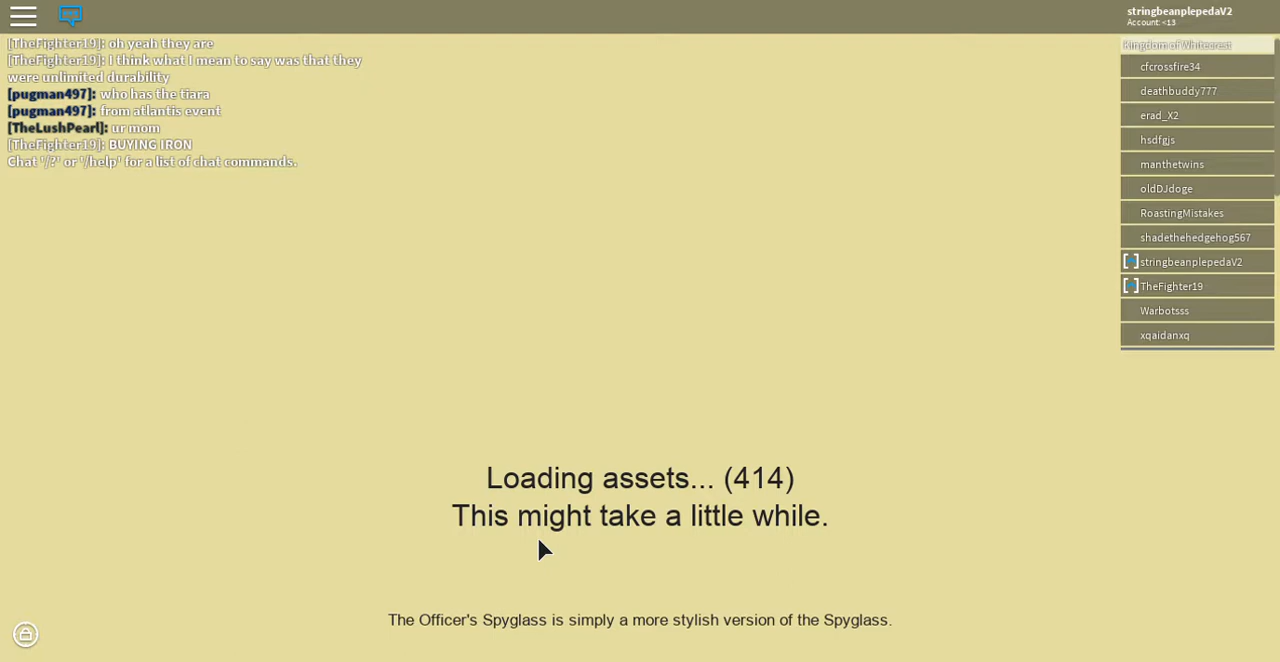 stringbeanplepedaV2
Account: <13
[TheFighter19]: oh yeah they are
[TheFighter19]: I think what I mean to say was that they
were unlimited durability
[pugman497]: who has the tiara
[pugman497]: from atlantis event
[TheLushPearl]: ur mom
[TheFighter19]: BUYING IRON
Chat '/?' or '/help' for a list of chat commands.
Kingdom of Whitecrest
cfcrossfire34
deathbuddy777
erad_X2
hsdfgjs
manthetwins
oldDJdoge
RoastingMistakes
shadethehedgehog567
stringbeanplepedaV2
TheFighter19
Warbotsss
xqaidanxq
Loading assets... (414)
This might take a little while.
The Officer's Spyglass is simply a more stylish version of the Spyglass.